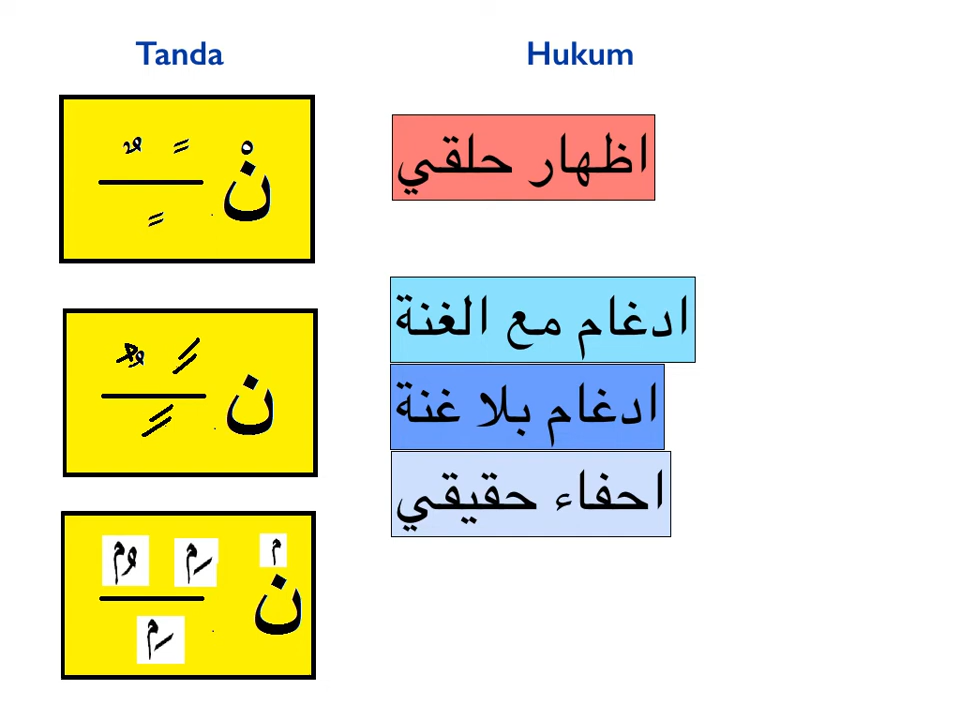 Tanda Hukum
نْ ـًـ ـٌـ ـٍـ
اظهار حلقي
ادغام مع الغنة
ن ـًـ ـٌـ ـٍـ
ادغام بلا غنة
احفاء حقيقي
ن م م م م